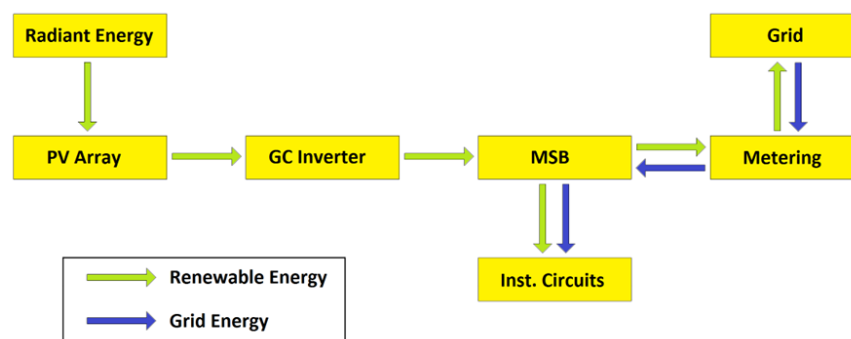 Radiant Energy
Grid
PV Array
GC Inverter
MSB
Metering
Inst. Circuits
Renewable Energy
Grid Energy